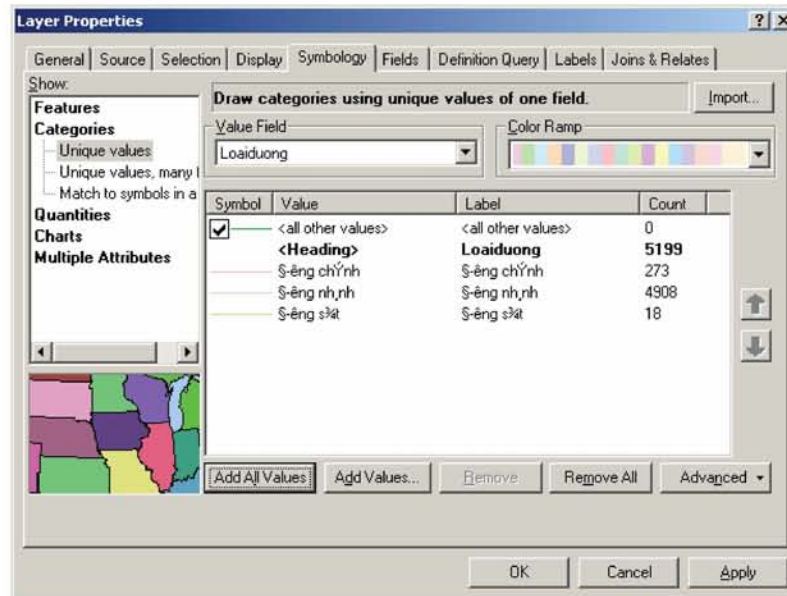 Layer Properties
General Source Selection Display Symbology Fields Definition Query Labels Joins & Relates
Show:
Features
Categories
Unique values
Unique values, many f
Match to symbols in a
Quantities
Charts
Multiple Attributes
Draw categories using unique values of one field.
Import...
Value Field
Loaiduong
Color Ramp
Symbol Value Label Count
<all other values> <all other values> 0
<Heading> Loaiduong 5199
§-êng chÝnh §-êng chÝnh 273
§-êng nh¸nh §-êng nh¸nh 4908
§-êng s¾t §-êng s¾t 18
Add All Values Add Values... Remove Remove All Advanced
OK Cancel Apply